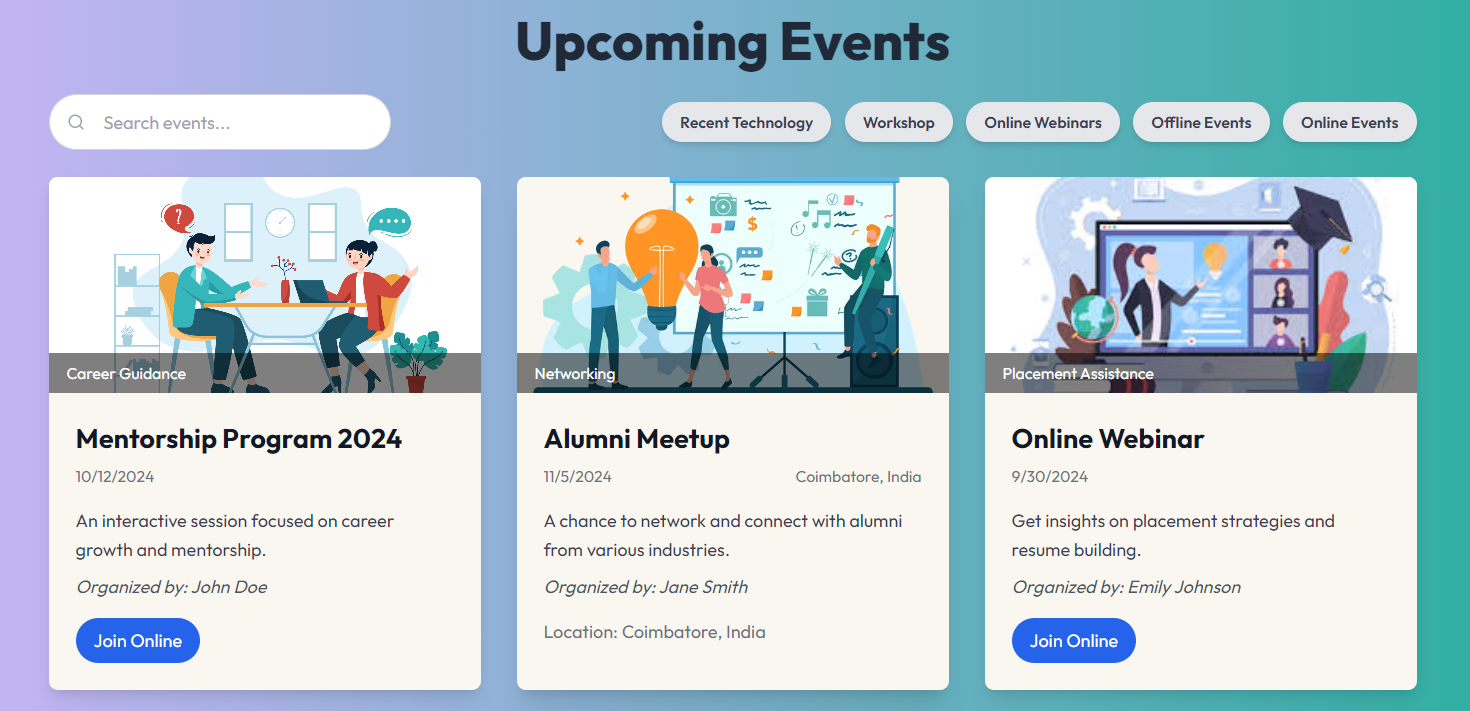 Upcoming Events
Search events...
Recent Technology
Workshop
Online Webinars
Offline Events
Online Events
?
$
?
Career Guidance
Mentorship Program 2024
10/12/2024
An interactive session focused on career
growth and mentorship.
Organized by: John Doe
Join Online
Networking
Alumni Meetup
11/5/2024 Coimbatore, India
A chance to network and connect with alumni
from various industries.
Organized by: Jane Smith
Location: Coimbatore, India
Placement Assistance
Online Webinar
9/30/2024
Get insights on placement strategies and
resume building.
Organized by: Emily Johnson
Join Online